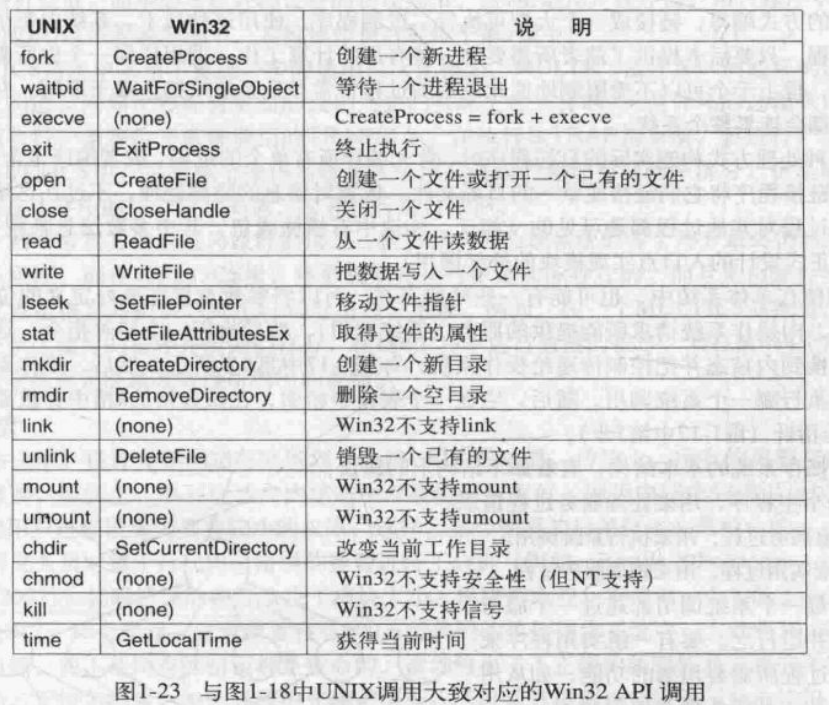 UNIX Win32 说 明
fork CreateProcess 创建一个新进程
waitpid WaitForSingleObject 等待一个进程退出
execve (none) CreateProcess = fork + execve
exit ExitProcess 终止执行
open CreateFile 创建一个文件或打开一个已有的文件
close CloseHandle 关闭一个文件
read ReadFile 从一个文件读数据
write WriteFile 把数据写入一个文件
lseek SetFilePointer 移动文件指针
stat GetFileAttributesEx 取得文件的属性
mkdir CreateDirectory 创建一个新目录
rmdir RemoveDirectory 删除一个空目录
link (none) Win32不支持link
unlink DeleteFile 销毁一个已有的文件
mount (none) Win32不支持mount
umount (none) Win32不支持umount
chdir SetCurrentDirectory 改变当前工作目录
chmod (none) Win32不支持安全性（但NT支持）
kill (none) Win32不支持信号
time GetLocalTime 获得当前时间
图1-23 与图1-18中UNIX调用大致对应的Win32 API 调用